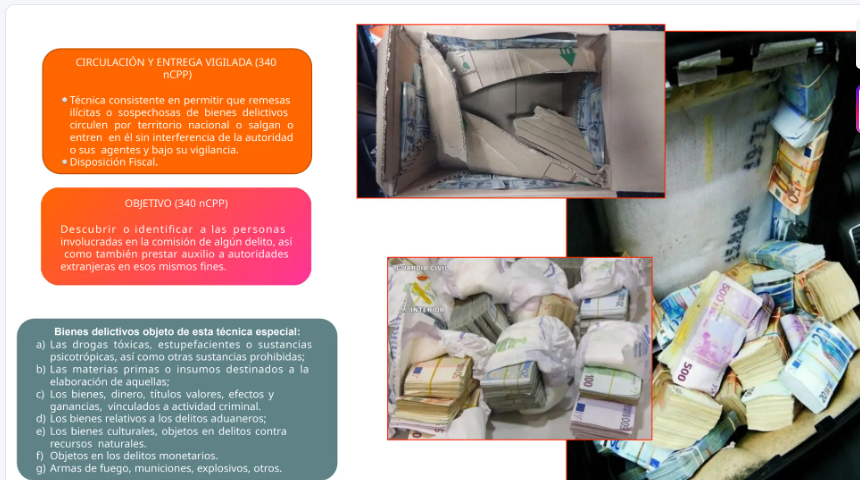 CIRCULACIÓN Y ENTREGA VIGILADA (340
nCPP)
• Técnica consistente en permitir que remesas
ilícitas o sospechosas de bienes delictivos
circulen por territorio nacional o salgan o
entren en él sin interferencia de la autoridad
o sus agentes y bajo su vigilancia.
• Disposición Fiscal.
OBJETIVO (340 nCPP)
Descubrir o identificar a las personas
involucradas en la comisión de algún delito, así
como también prestar auxilio a autoridades
extranjeras en esos mismos fines.
Bienes delictivos objeto de esta técnica especial:
a) Las drogas tóxicas, estupefacientes o sustancias
psicotrópicas, así como otras sustancias prohibidas;
b) Las materias primas o insumos destinados a la
elaboración de aquellas;
c) Los bienes, dinero, títulos valores, efectos y
ganancias, vinculados a actividad criminal.
d) Los bienes relativos a los delitos aduaneros;
e) Los bienes culturales, objetos en delitos contra
recursos naturales.
f) Objetos en los delitos monetarios.
g) Armas de fuego, municiones, explosivos, otros.
GUARDIA CIVIL
INTERIOR
500
500
100